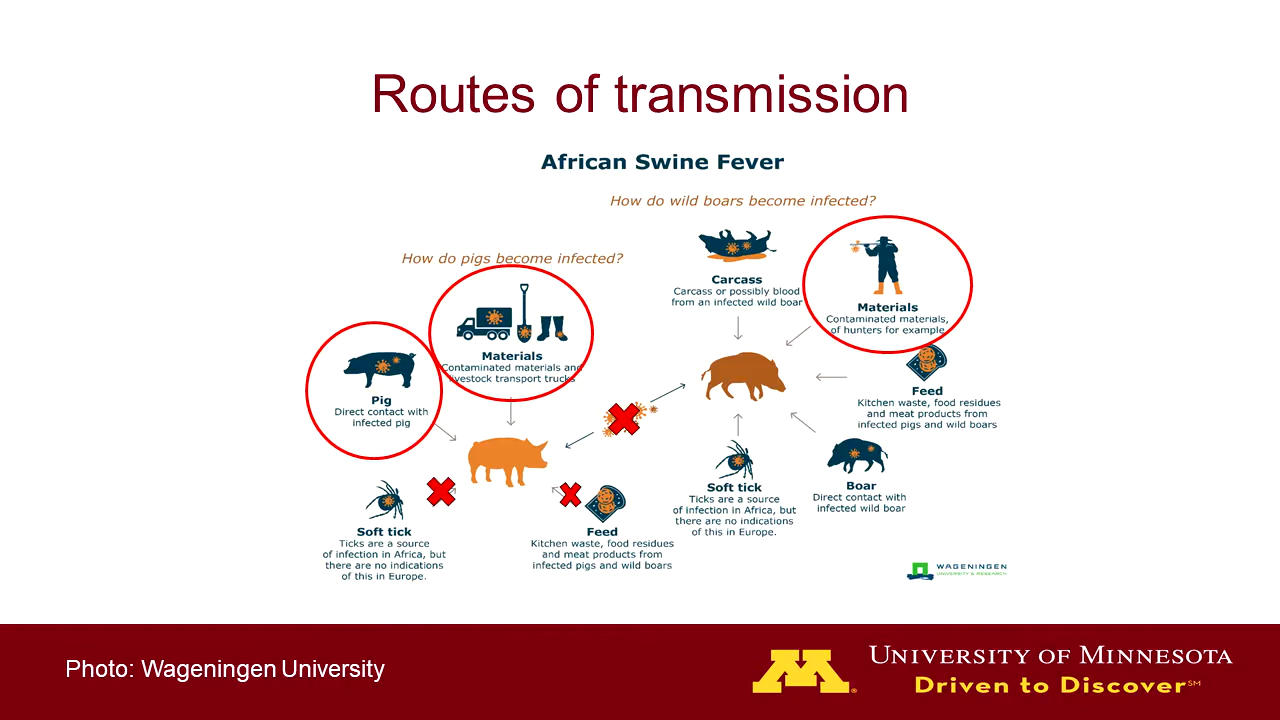 Routes of transmission
African Swine Fever
How do wild boars become infected?
How do pigs become infected?
Carcass
Carcass or possibly blood
from an infected wild boar
Materials
Contaminated materials,
of hunters for example
Materials
Contaminated materials and
livestock transport trucks
Pig
Direct contact with
infected pig
Feed
Kitchen waste, food residues
and meat products from
infected pigs and wild boars
Soft tick
Ticks are a source
of infection in Africa, but
there are no indications
of this in Europe.
Boar
Direct contact with
infected wild boar
Soft tick
Ticks are a source
of infection in Africa, but
there are no indications
of this in Europe.
Feed
Kitchen waste, food residues
and meat products from
infected pigs and wild boars
WAGENINGEN
UNIVERSITY & RESEARCH
Photo: Wageningen University
M®
UNIVERSITY OF MINNESOTA
Driven to Discover℠